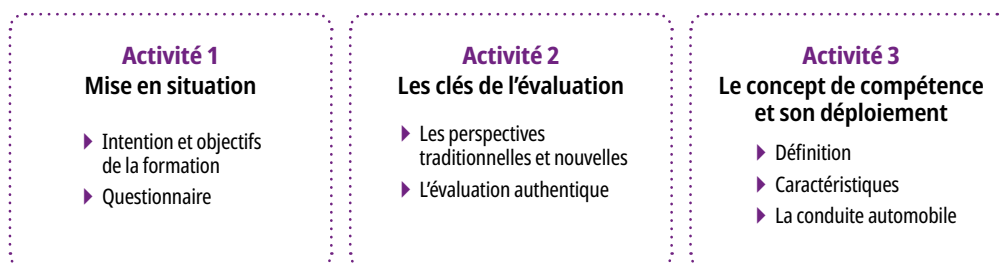 Activité 1
Mise en situation
Intention et objectifs
de la formation
Questionnaire
Activité 2
Les clés de l’évaluation
Les perspectives
traditionnelles et nouvelles
L’évaluation authentique
Activité 3
Le concept de compétence
et son déploiement
Définition
Caractéristiques
La conduite automobile